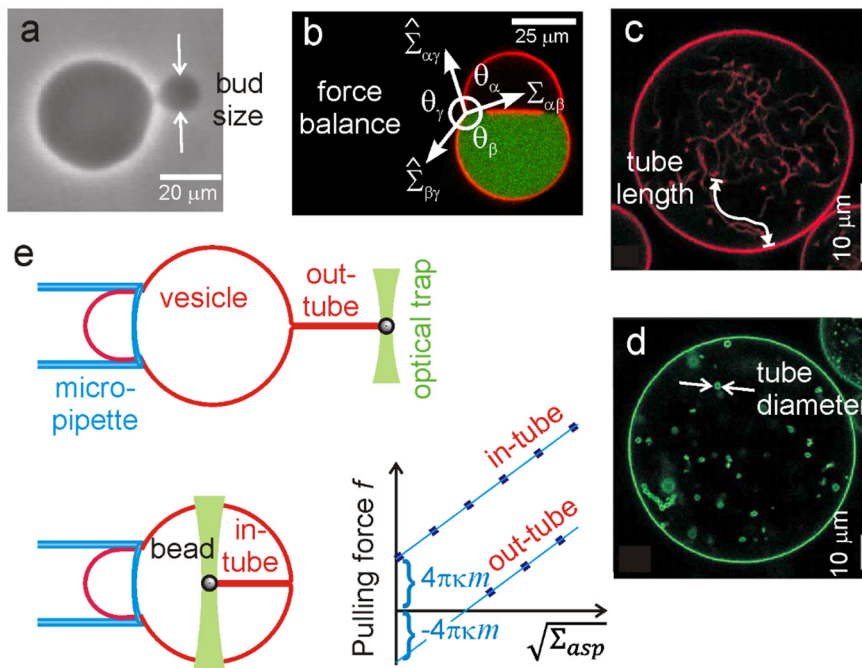 a
bud
size
20 μm
b
25 μm
Σ̂αγ
θα
Σαβ
force
balance
θγ
θβ
Σ̂βγ
c
tube
length
10 μm
d
tube
diameter
10 μm
e
vesicle
out-
tube
optical trap
micro-
pipette
bead
in-
tube
Pulling force f
in-tube
out-tube
4πκm
-4πκm
√Σasp